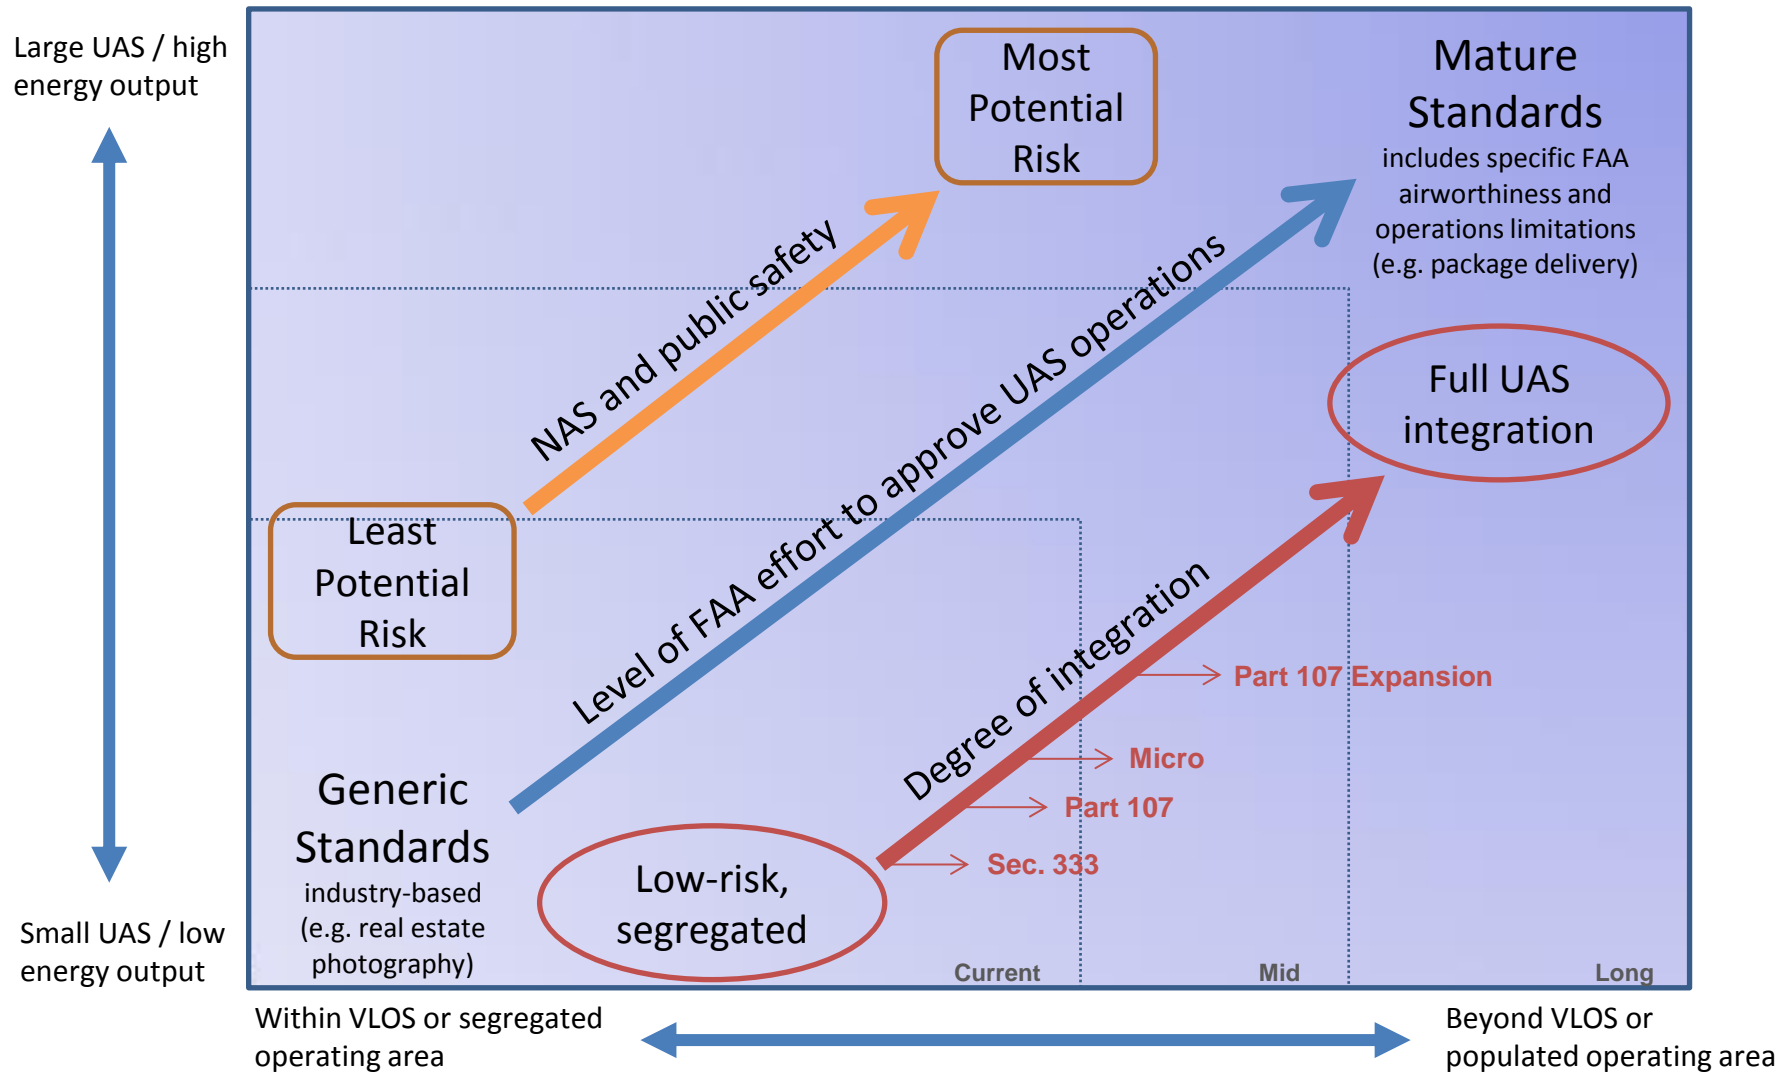 Large UAS / high
energy output
Small UAS / low
energy output
Most
Potential
Risk
Mature
Standards
includes specific FAA
airworthiness and
operations limitations
(e.g. package delivery)
NAS and public safety
Level of FAA effort to approve UAS operations
Full UAS
integration
Least
Potential
Risk
Degree of integration
Part 107 Expansion
Micro
Part 107
Sec. 333
Generic
Standards
industry-based
(e.g. real estate
photography)
Low-risk,
segregated
Current
Mid
Long
Within VLOS or segregated
operating area
Beyond VLOS or
populated operating area